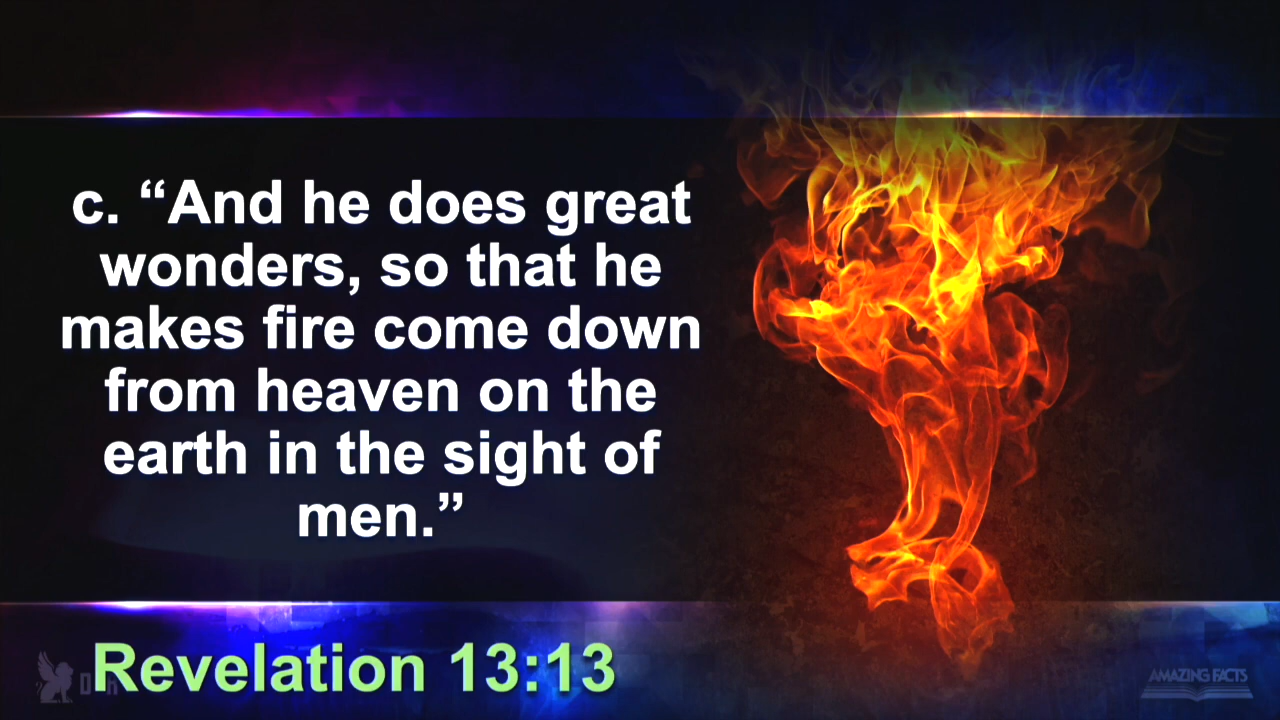 c. “And he does great
wonders, so that he
makes fire come down
from heaven on the
earth in the sight of
men.”
Revelation 13:13
AMAZING FACTS